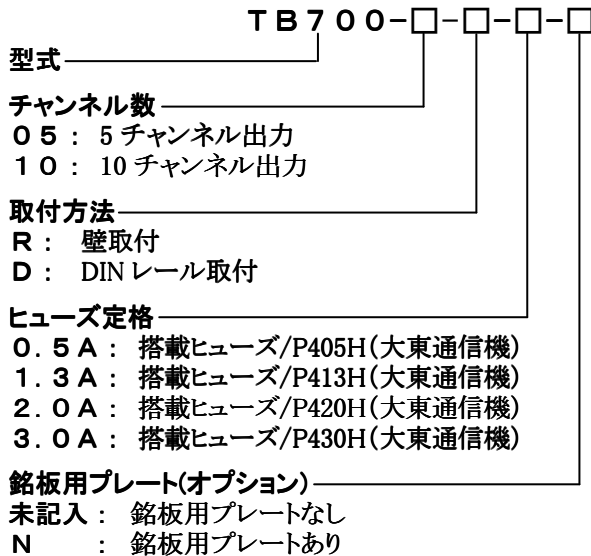 TB700-□-□-□-□
型式
チャンネル数
05： 5チャンネル出力
10： 10チャンネル出力
取付方法
R： 壁取付
D： DINレール取付
ヒューズ定格
0.5A： 搭載ヒューズ/P405H(大東通信機)
1.3A： 搭載ヒューズ/P413H(大東通信機)
2.0A： 搭載ヒューズ/P420H(大東通信機)
3.0A： 搭載ヒューズ/P430H(大東通信機)
銘板用プレート(オプション)
未記入： 銘板用プレートなし
N ： 銘板用プレートあり